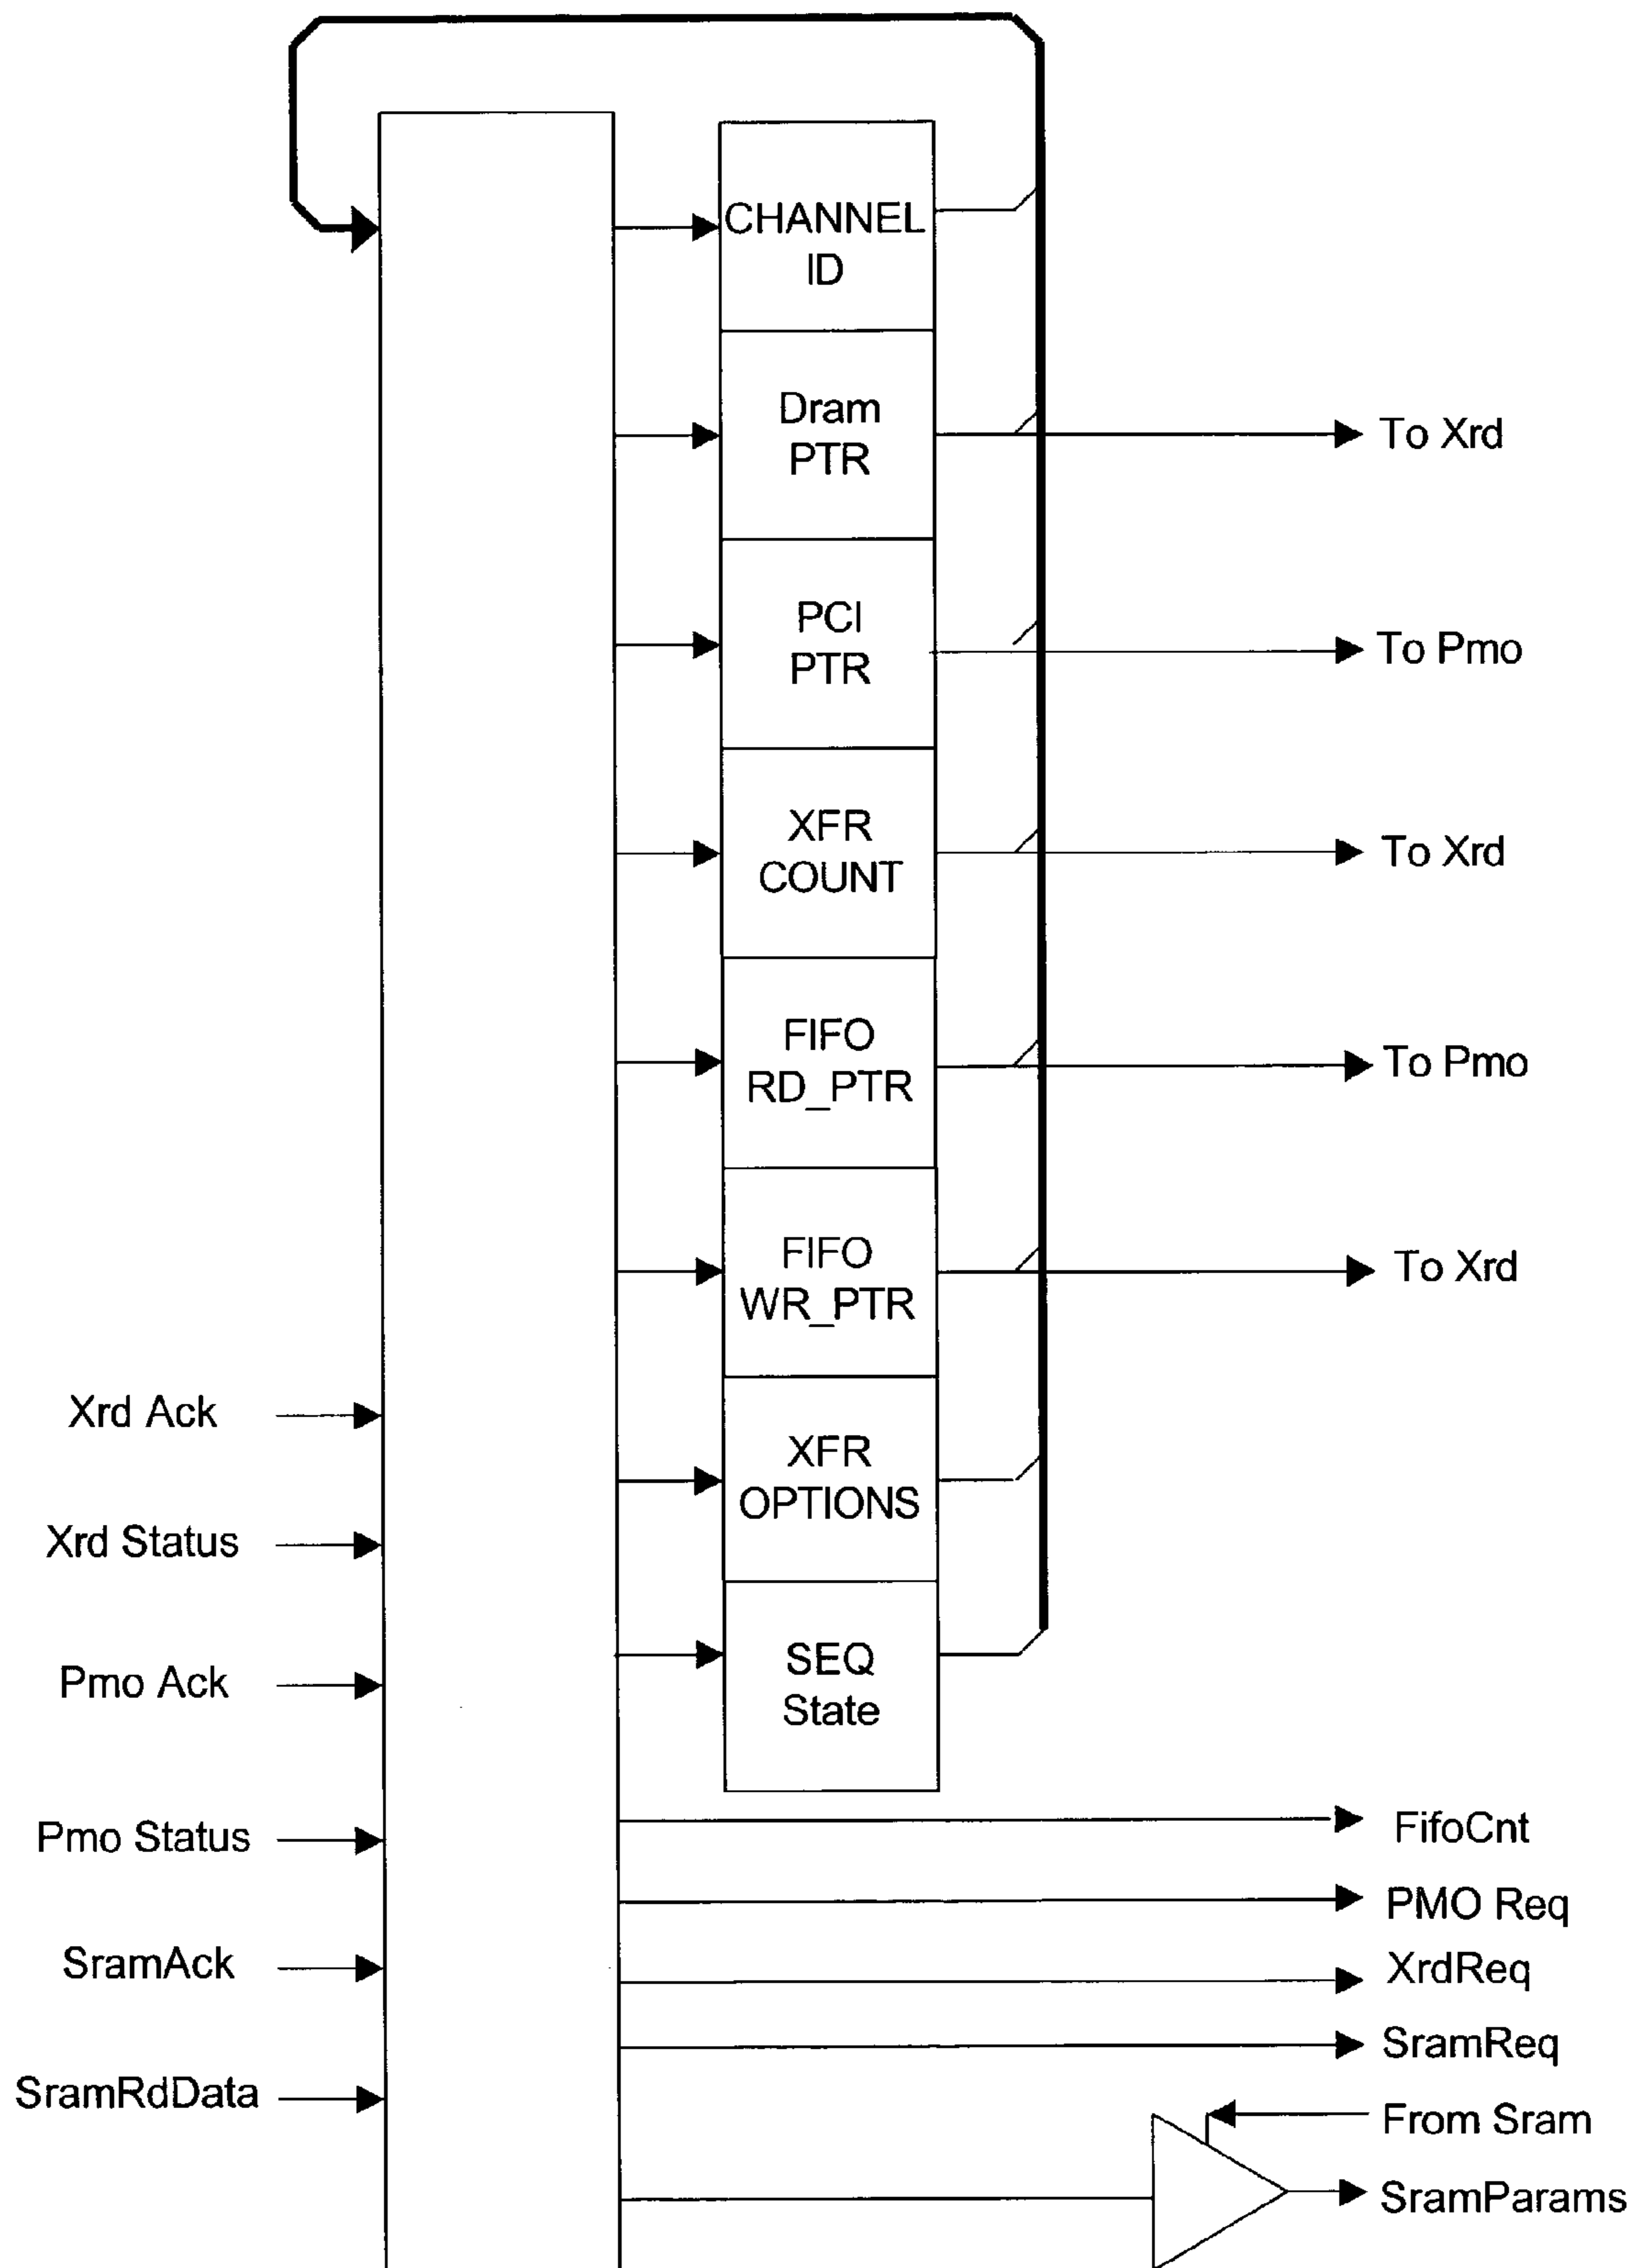 CHANNEL
ID
Dram
PTR
To Xrd
PCI
PTR
To Pmo
XFR
COUNT
To Xrd
FIFO
RD_PTR
To Pmo
FIFO
WR_PTR
To Xrd
Xrd Ack
XFR
OPTIONS
Xrd Status
SEQ
State
Pmo Ack
Pmo Status
FifoCnt
PMO Req
SramAck
XrdReq
SramReq
SramRdData
From Sram
SramParams